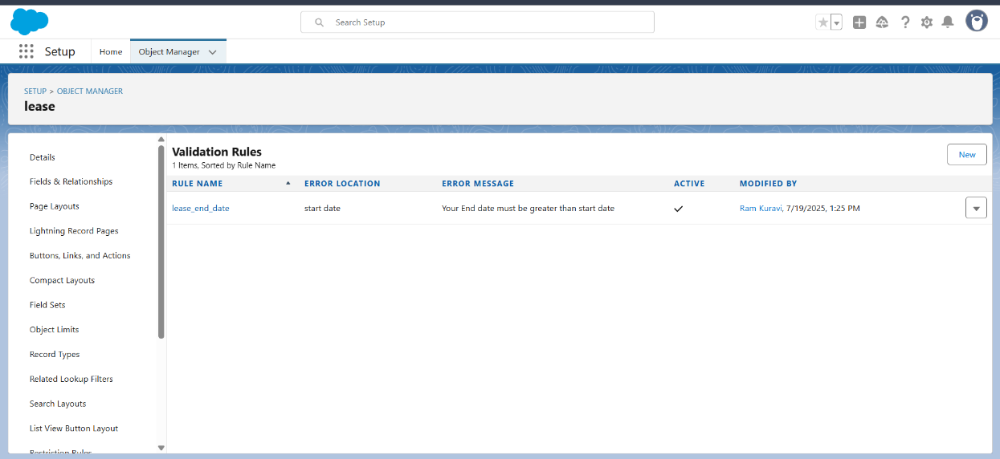 Search Setup
Setup
Home
Object Manager
SETUP > OBJECT MANAGER
lease
Details
Fields & Relationships
Page Layouts
Lightning Record Pages
Buttons, Links, and Actions
Compact Layouts
Field Sets
Object Limits
Record Types
Related Lookup Filters
Search Layouts
List View Button Layout
Restriction Rules
Validation Rules
1 Items, Sorted by Rule Name
New
RULE NAME ERROR LOCATION ERROR MESSAGE ACTIVE MODIFIED BY
lease_end_date start date Your End date must be greater than start date Ram Kuravi, 7/19/2025, 1:25 PM